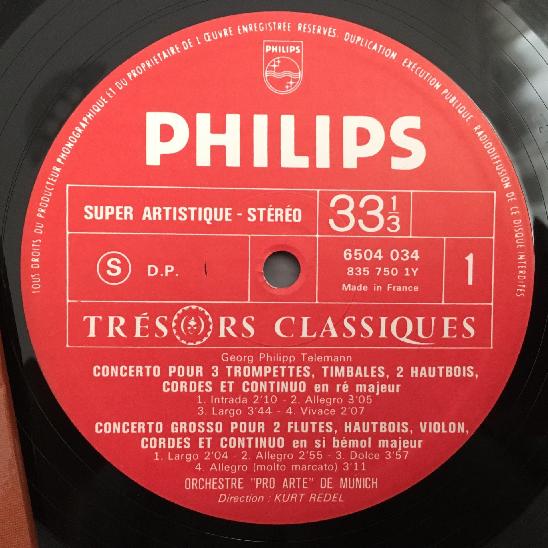 TOUS DROITS DU PRODUCTEUR PHONOGRAPHIQUE ET DU PROPRIETAIRE DE L'ŒUVRE ENREGISTRÉE RESERVES. DUPLICATION, EXECUTION PUBLIQUE, RADIODIFFUSION DE CE DISQUE INTERDITES
PHILIPS
PHILIPS
SUPER ARTISTIQUE - STÉRÉO
33 1/3
S D.P.
6504 034
835 750 1Y
Made in France
1
TRÉSORS CLASSIQUES
Georg Philipp Telemann
CONCERTO POUR 3 TROMPETTES, TIMBALES, 2 HAUTBOIS,
CORDES ET CONTINUO en ré majeur
1. Intrada 2'10 - 2. Allegro 3'05
3. Largo 3'44 - 4. Vivace 2'07
CONCERTO GROSSO POUR 2 FLUTES, HAUTBOIS, VIOLON,
CORDES ET CONTINUO en si bémol majeur
1. Largo 2'04 - 2. Allegro 2'55 - 3. Dolce 3'57
4. Allegro (molto marcato) 3'11
ORCHESTRE "PRO ARTE" DE MUNICH
Direction : KURT REDEL